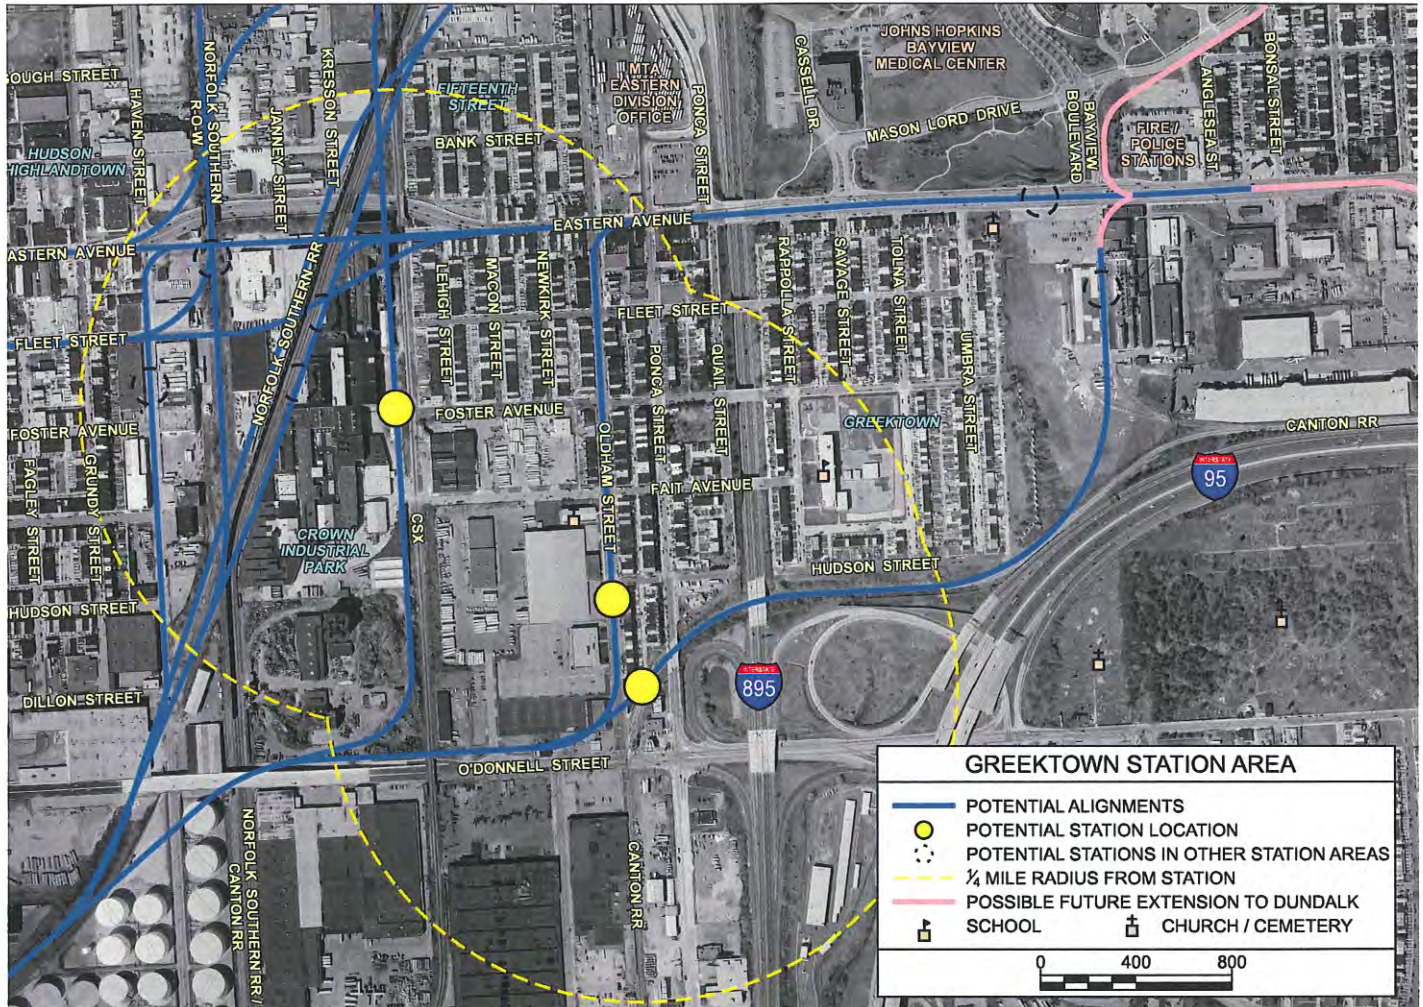 GOUGH STREET
HAVEN STREET
NORFOLK SOUTHERN
R-O-W
JANNEY STREET
KRESSON STREET
FIFTEENTH
STREET
BANK STREET
MTA
EASTERN
DIVISION
OFFICE
PONCA STREET
CASSELL DR.
JOHNS HOPKINS
BAYVIEW
MEDICAL CENTER
MASON LORD DRIVE
BAYVIEW
BOULEVARD
FIRE /
POLICE
STATIONS
ANGLESEA ST.
BONSAL STREET
HUDSON-
HIGHLANDTOWN
EASTERN AVENUE
EASTERN AVENUE
NORFOLK SOUTHERN RR
LEHIGH STREET
MACON STREET
NEWKIRK STREET
FLEET STREET
FLEET STREET
RAPPOLLA STREET
SAVAGE STREET
TOLNA STREET
UMBRA STREET
FOSTER AVENUE
FOSTER AVENUE
OLDHAM STREET
PONCA STREET
QUAIL STREET
GREEKTOWN
CANTON RR
INTERSTATE
95
FAGLEY STREET
GRUNDY STREET
FAIT AVENUE
CROWN
INDUSTRIAL
PARK
CSX
HUDSON STREET
HUDSON STREET
DILLON STREET
INTERSTATE
895
O'DONNELL STREET
NORFOLK SOUTHERN RR /
CANTON RR
CANTON RR
GREEKTOWN STATION AREA
POTENTIAL ALIGNMENTS
POTENTIAL STATION LOCATION
POTENTIAL STATIONS IN OTHER STATION AREAS
¼ MILE RADIUS FROM STATION
POSSIBLE FUTURE EXTENSION TO DUNDALK
SCHOOL
CHURCH / CEMETERY
0 400 800